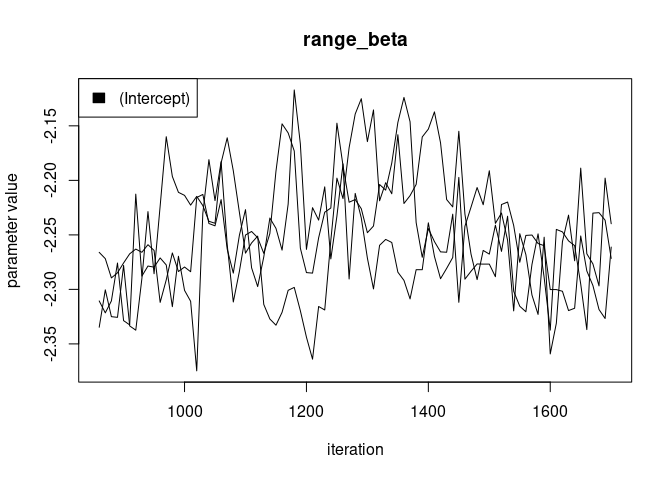 range_beta
(Intercept)
parameter value
-2.15
-2.20
-2.25
-2.30
-2.35
1000 1200 1400 1600
iteration